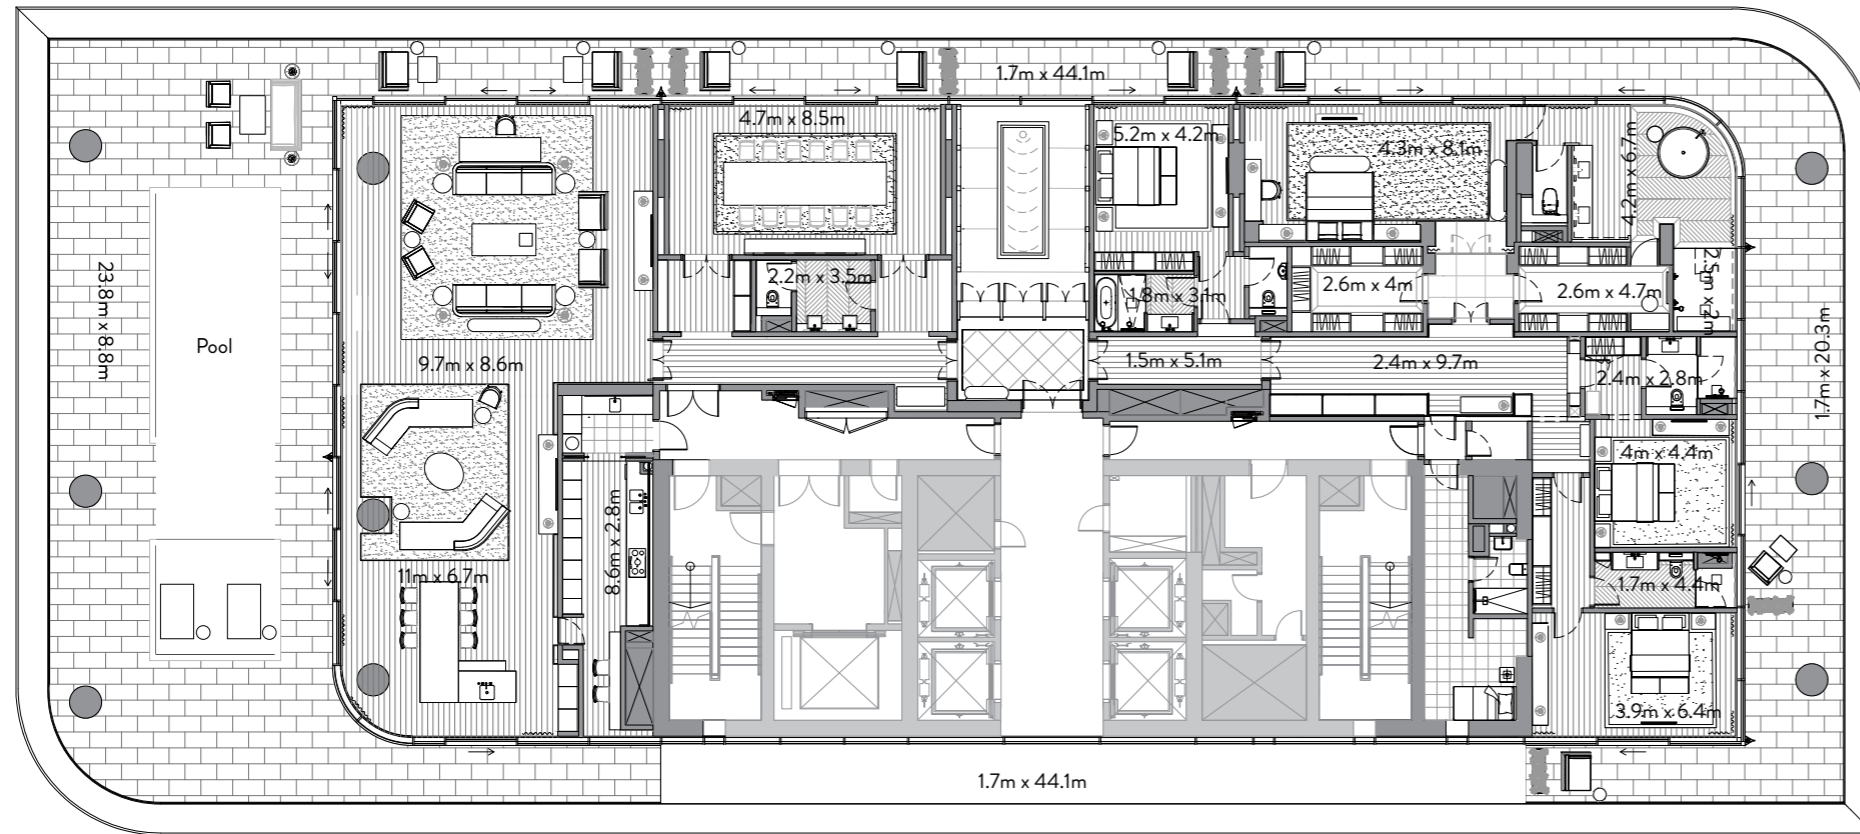 1.7m x 44.1m
4.7m x 8.5m
5.2m x 4.2m
4.3m x 8.1m
4.2m x 6.7m
23.8m x 8.8m
2.2m x 3.5m
1.8m x 3.1m
2.6m x 4m
2.6m x 4.7m
2.5m x 2m
Pool
9.7m x 8.6m
1.5m x 5.1m
2.4m x 9.7m
2.4m x 2.8m
1.7m x 20.3m
4m x 4.4m
11m x 6.7m
8.6m x 2.8m
1.7m x 4.4m
3.9m x 6.4m
1.7m x 44.1m